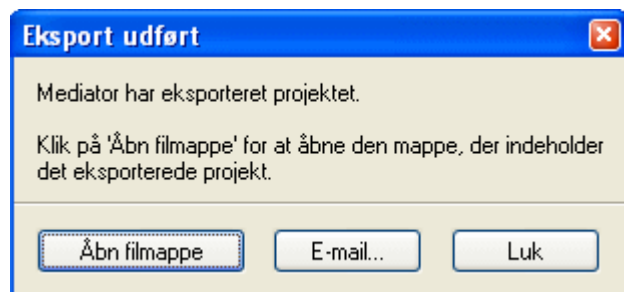 Eksport udført
Mediator har eksporteret projektet.
Klik på 'Åbn filmappe' for at åbne den mappe, der indeholder
det eksporterede projekt.
Åbn filmappe E-mail... Luk